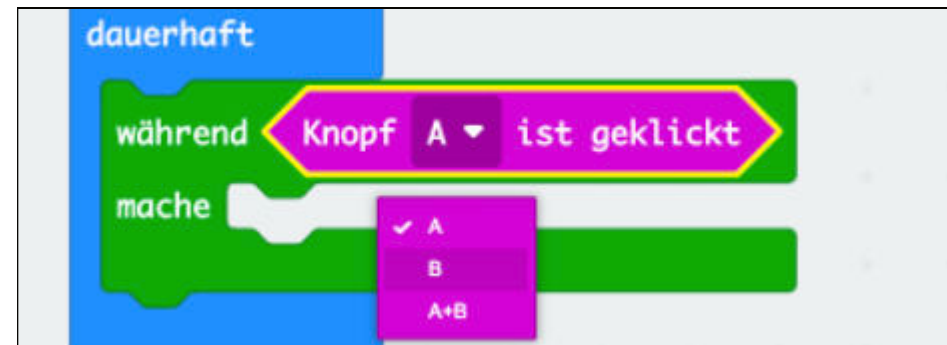 dauerhaft
während Knopf A ist geklickt
mache
A
B
A+B